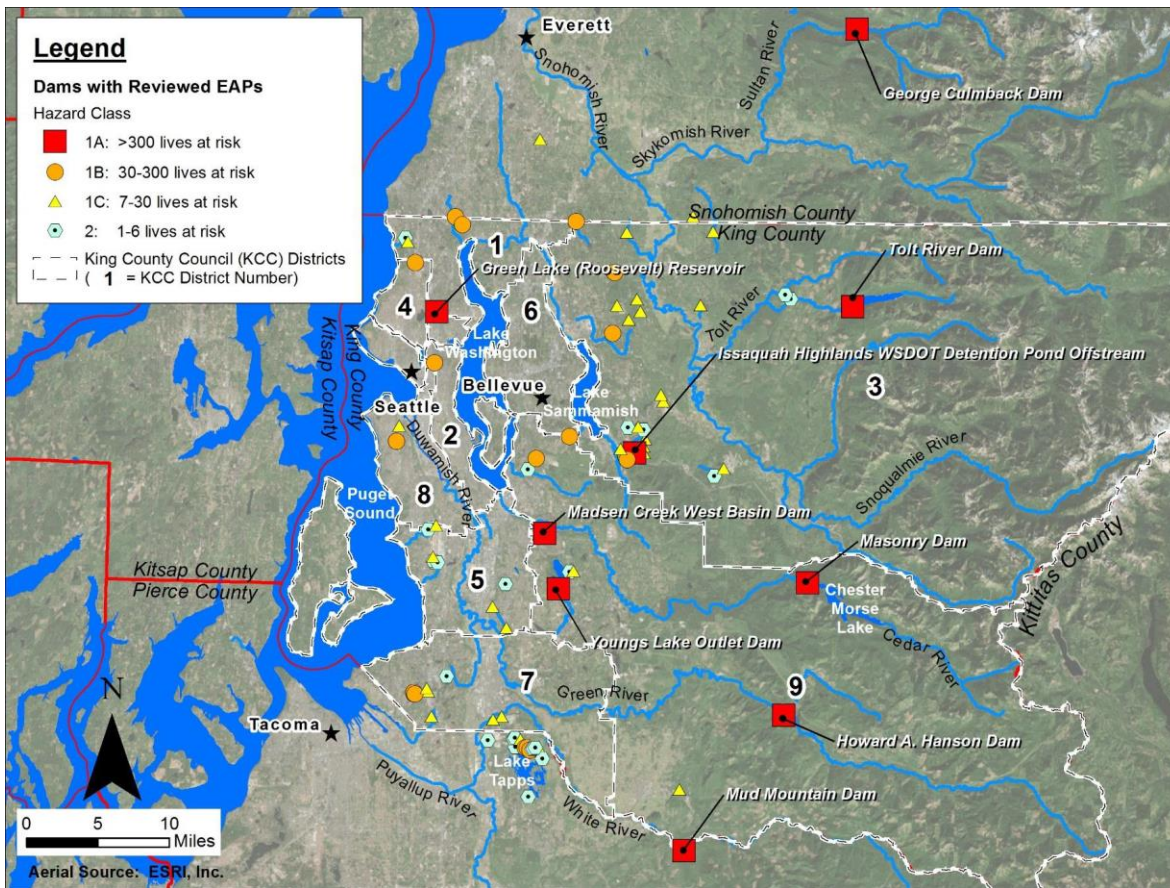 Legend
Dams with Reviewed EAPs
Hazard Class
1A: >300 lives at risk
1B: 30-300 lives at risk
1C: 7-30 lives at risk
2: 1-6 lives at risk
King County Council (KCC) Districts
( 1 = KCC District Number)
Everett
Snohomish River
Sultan River
George Culmback Dam
Skykomish River
Snohomish County
King County
1
Green Lake (Roosevelt) Reservoir
Tolt River Dam
4
6
Tolt River
King County
Kitsap County
Lake
Washington
Issaquah Highlands WSDOT Detention Pond Offstream
3
Bellevue
Lake
Sammamish
Seattle
2
Duwamish River
Snoqualmie River
8
Puget
Sound
Madsen Creek West Basin Dam
Masonry Dam
Kitsap County
Pierce County
5
Chester
Morse
Lake
Kittitas County
Youngs Lake Outlet Dam
Cedar River
7
Green River
9
N
Tacoma
Howard A. Hanson Dam
Lake
Tapps
Puyallup River
White River
Mud Mountain Dam
0 5 10
Miles
Aerial Source: ESRI, Inc.